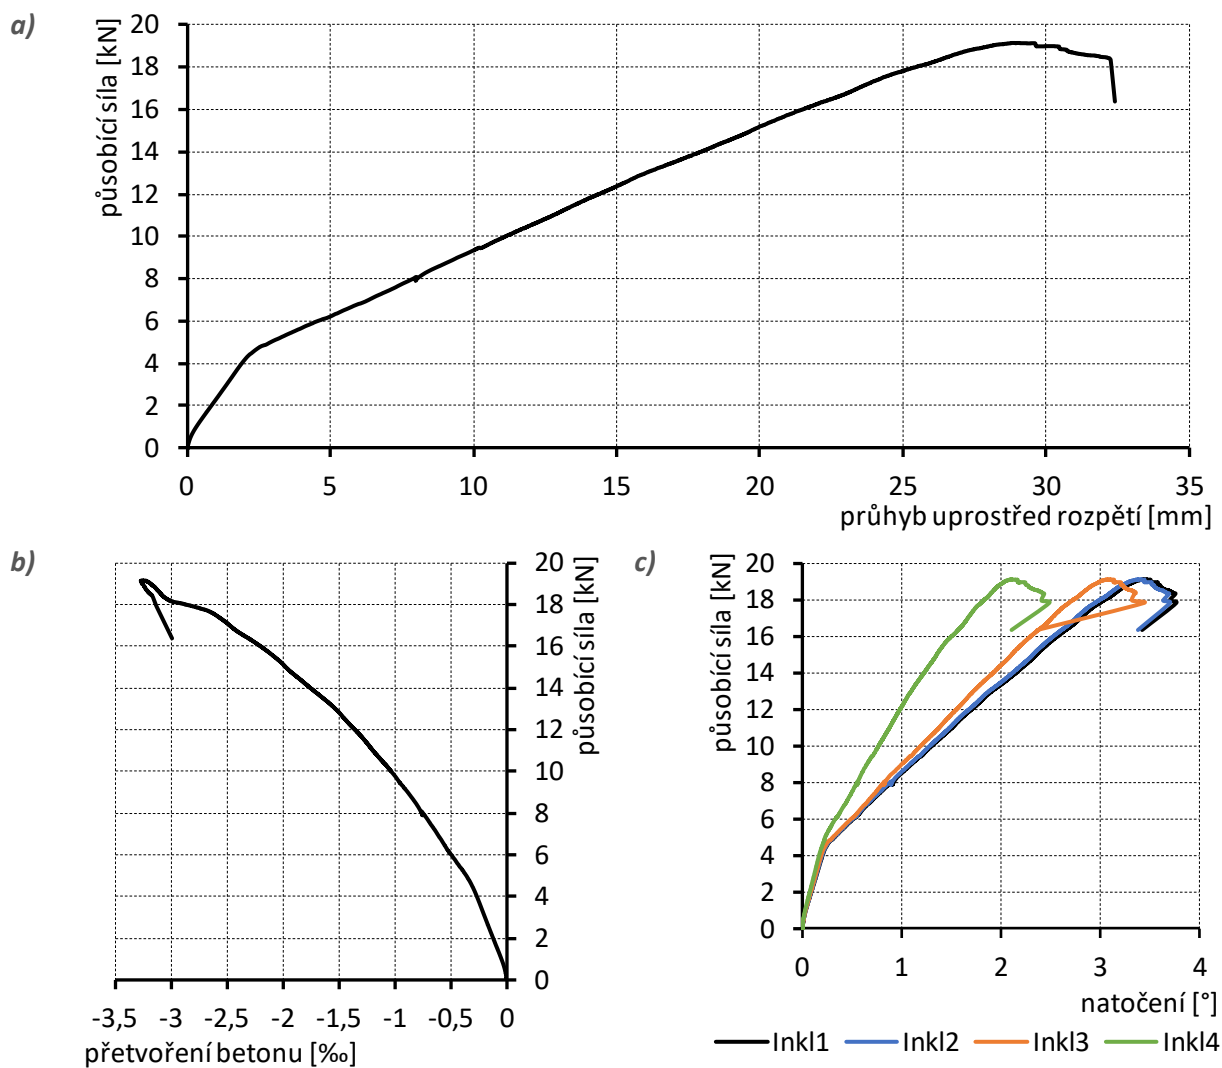 a)
působící síla [kN]
20
18
16
14
12
10
8
6
4
2
0
0 5 10 15 20 25 30 35
průhyb uprostřed rozpětí [mm]
b)
20
18
16
14
12
10
8
6
4
2
0
působící síla [kN]
-3,5 -3 -2,5 -2 -1,5 -1 -0,5 0
přetvoření betonu [‰]
c)
působící síla [kN]
20
18
16
14
12
10
8
6
4
2
0
0 1 2 3 4
natočení [°]
Inkl1 Inkl2 Inkl3 Inkl4